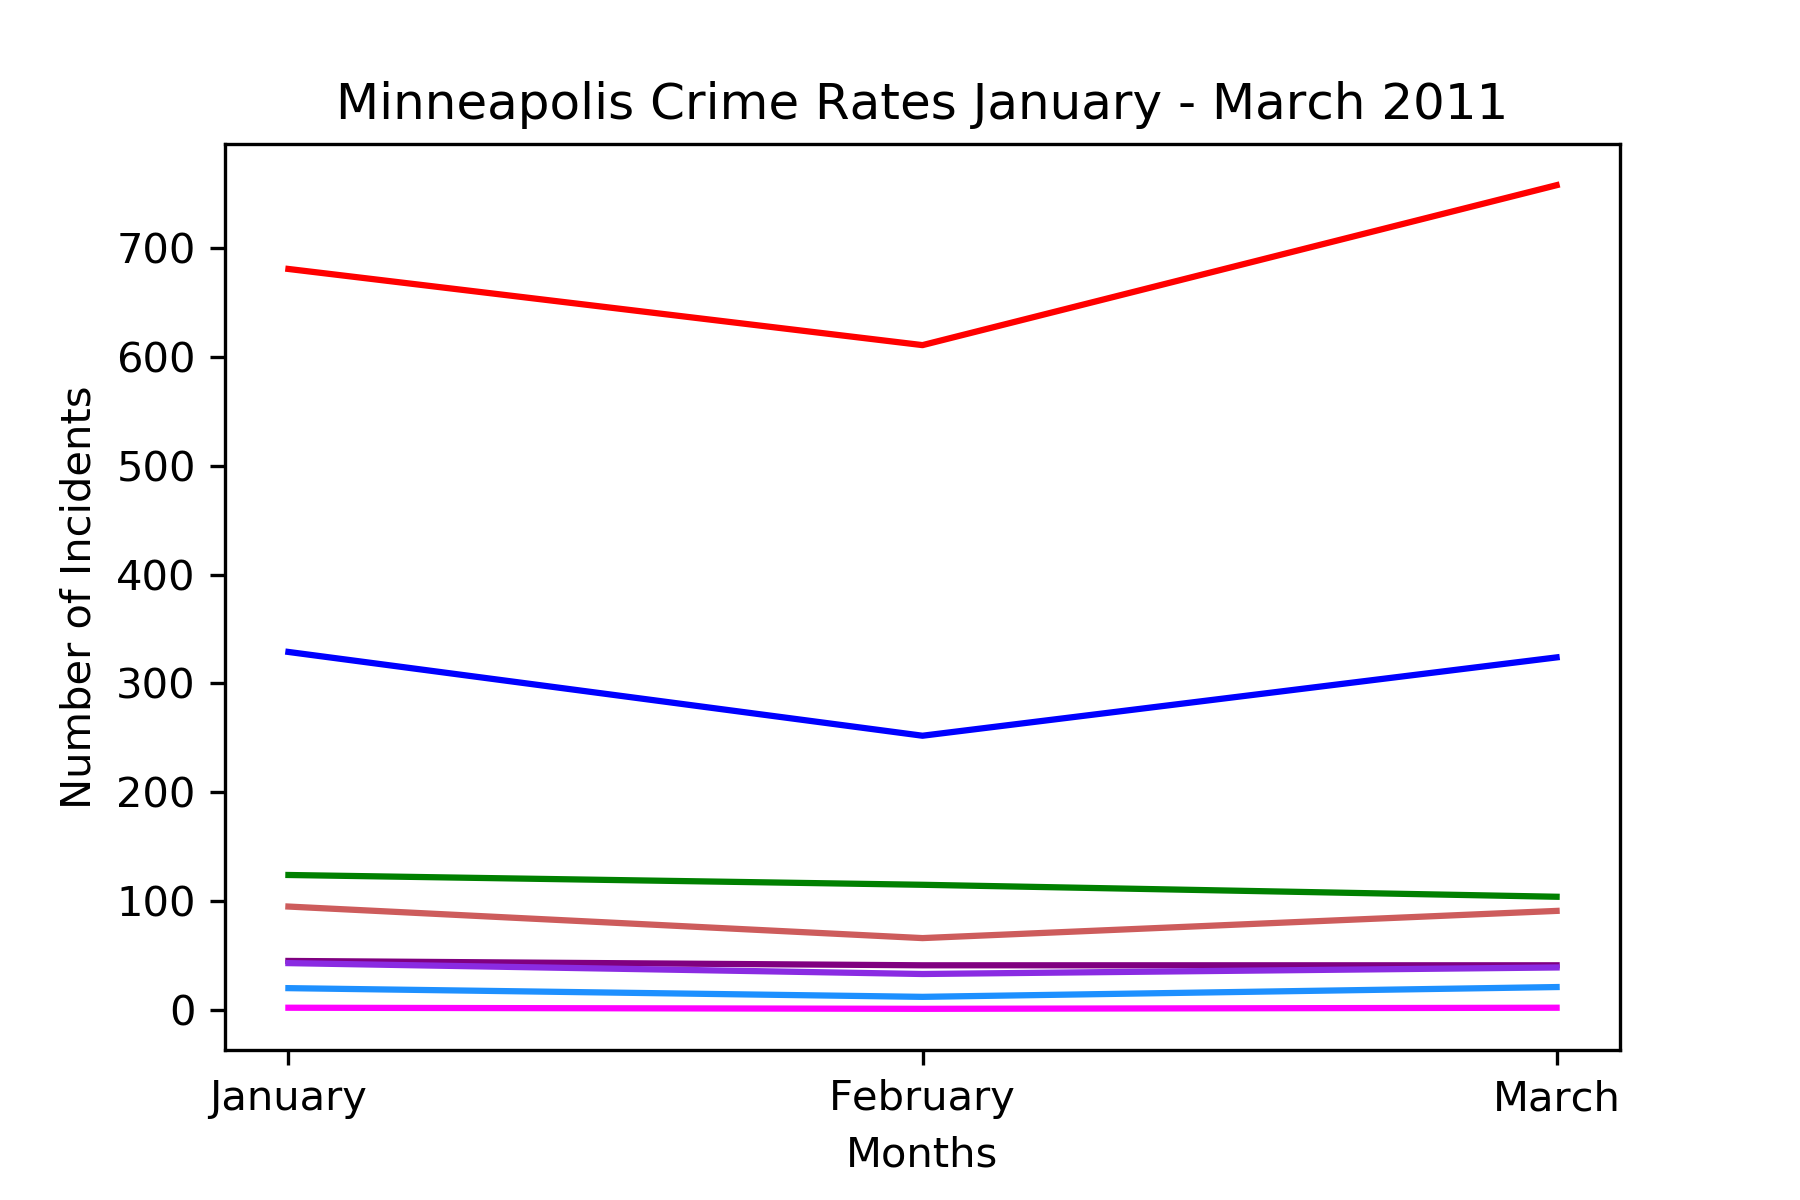 Minneapolis Crime Rates January - March 2011
700
600
500
400
300
200
100
0
Number of Incidents
January February March
Months